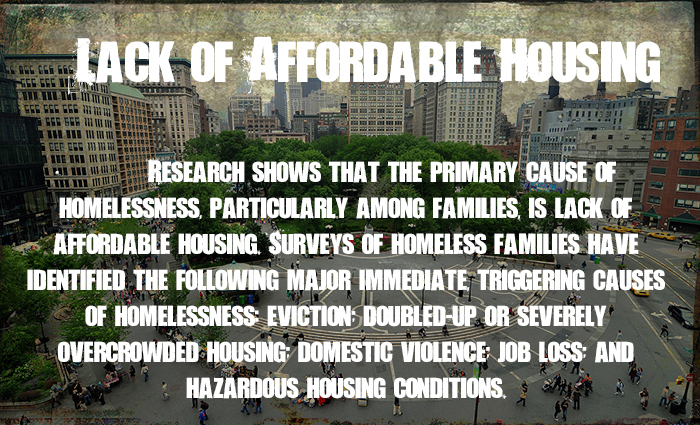 Lack of Affordable Housing
Research shows that the primary cause of
homelessness, particularly among families, is lack of
affordable housing. Surveys of homeless families have
identified the following major immediate, triggering causes
of homelessness: eviction; doubled-up or severely
overcrowded housing; domestic violence; job loss; and
hazardous housing conditions.